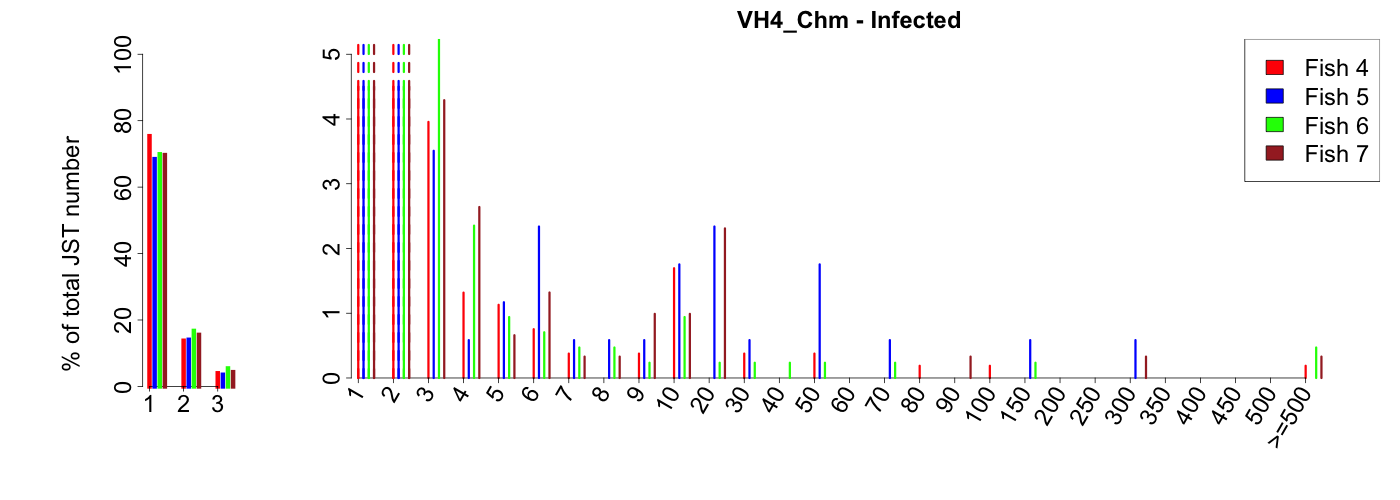 VH4_Chm - Infected
% of total JST number
0 20 40 60 80 100
1 2 3
0 1 2 3 4 5
1 2 3 4 5 6 7 8 9 10 20 30 40 60 70 80 90 100 150 200 250 300 350 400 450 500 >=500
Fish 4
Fish 5
Fish 6
Fish 7